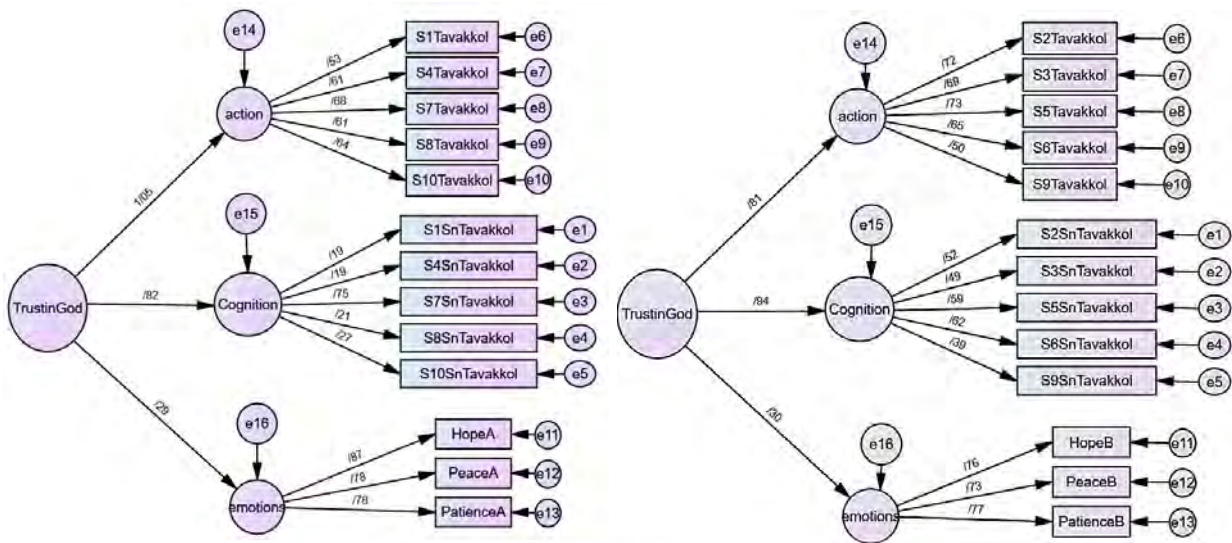 e14
S1Tavakkol
e6
/53
S4Tavakkol
e7
/61
action
/68
S7Tavakkol
e8
/61
S8Tavakkol
e9
/64
S10Tavakkol
e10
1/05
e15
S1SnTavakkol
e1
/19
S4SnTavakkol
e2
/19
TrustinGod
/82
Cognition
/75
S7SnTavakkol
e3
/21
S8SnTavakkol
e4
/27
S10SnTavakkol
e5
/29
e16
HopeA
e11
/87
PeaceA
e12
/78
emotions
/78
PatienceA
e13
e14
S2Tavakkol
e6
/72
S3Tavakkol
e7
/69
action
/73
S5Tavakkol
e8
/65
S6Tavakkol
e9
/50
S9Tavakkol
e10
/81
e15
S2SnTavakkol
e1
/52
S3SnTavakkol
e2
/49
TrustinGod
/94
Cognition
/59
S5SnTavakkol
e3
/62
S6SnTavakkol
e4
/39
S9SnTavakkol
e5
/30
e16
HopeB
e11
/76
PeaceB
e12
/73
emotions
/77
PatienceB
e13